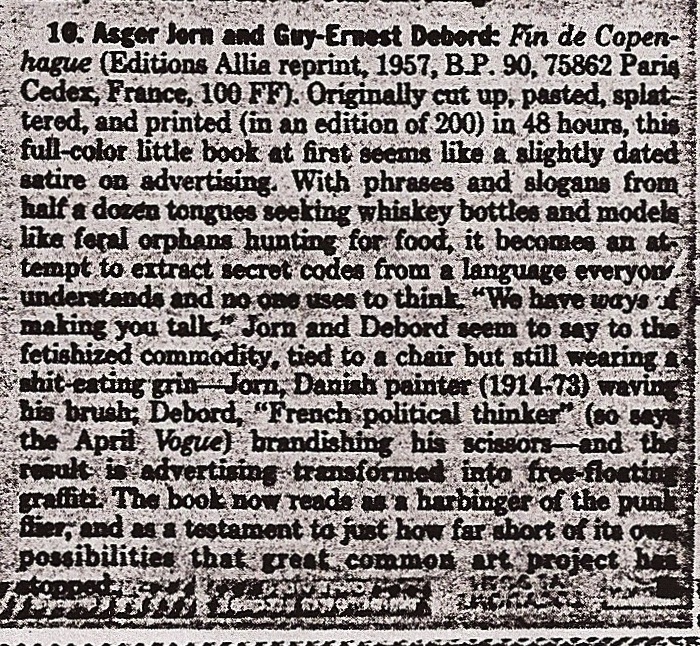 10. Asger Jorn and Guy-Ernest Debord: Fin de Copen-
hague (Editions Allia reprint, 1957, B.P. 90, 75862 Paris
Cedex, France, 100 FF). Originally cut up, pasted, splat-
tered, and printed (in an edition of 200) in 48 hours, this
full-color little book at first seems like a slightly dated
satire on advertising. With phrases and slogans from
half a dozen tongues seeking whiskey bottles and models
like feral orphans hunting for food, it becomes an at-
tempt to extract secret codes from a language everyone
understands and no one uses to think. "We have ways of
making you talk," Jorn and Debord seem to say to the
fetishized commodity, tied to a chair but still wearing a
shit-eating grin—Jorn, Danish painter (1914-73) waving
his brush; Debord, "French political thinker" (so says
the April Vogue) brandishing his scissors—and the
result is advertising transformed into free-floating
graffiti. The book now reads as a harbinger of the punk
flier, and as a testament to just how far short of its own
possibilities that great common art project has
stopped.